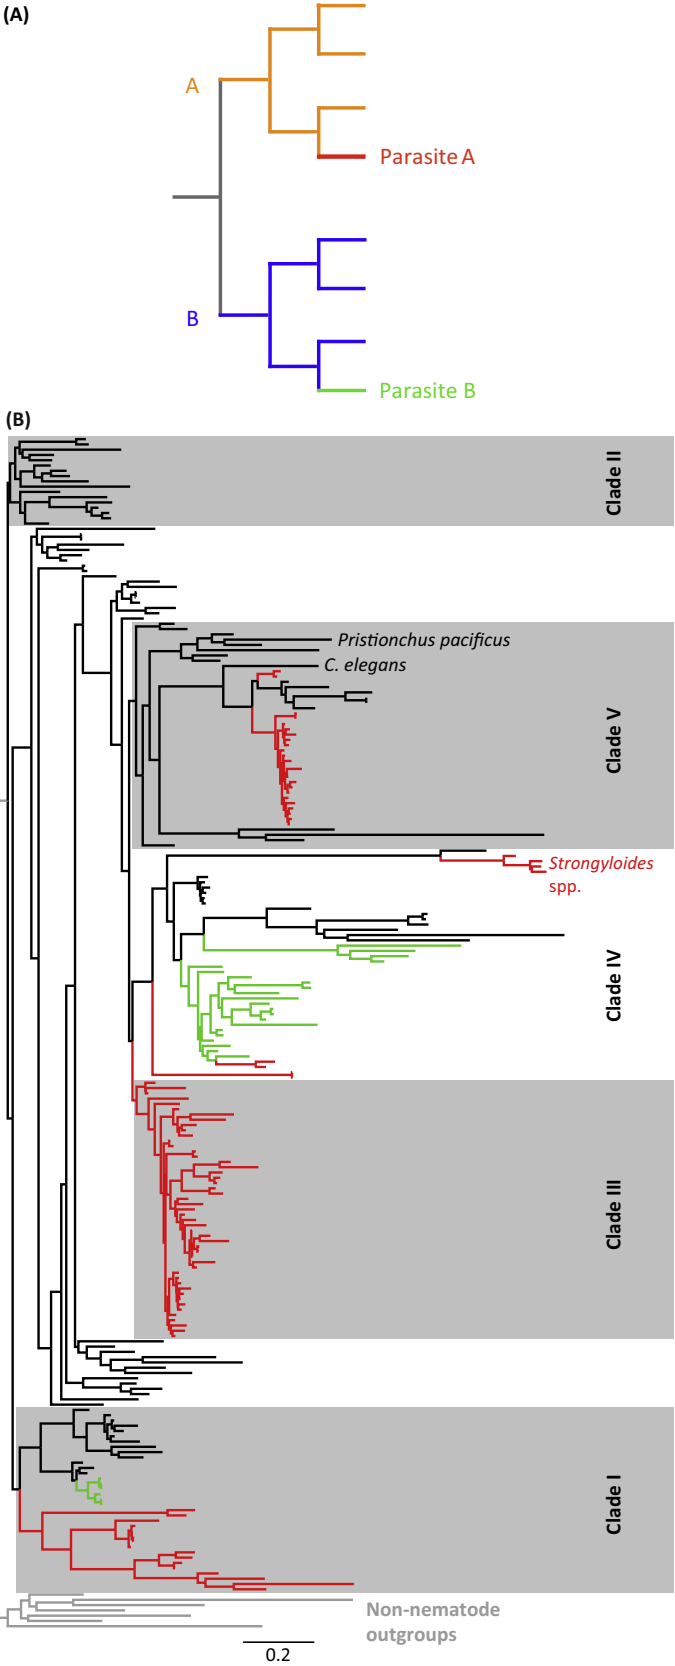 (A)
A
Parasite A
B
Parasite B
(B)
Clade II
Pristionchus pacificus
C. elegans
Clade V
Strongyloides
spp.
Clade IV
Clade III
Clade I
Non-nematode
outgroups
0.2